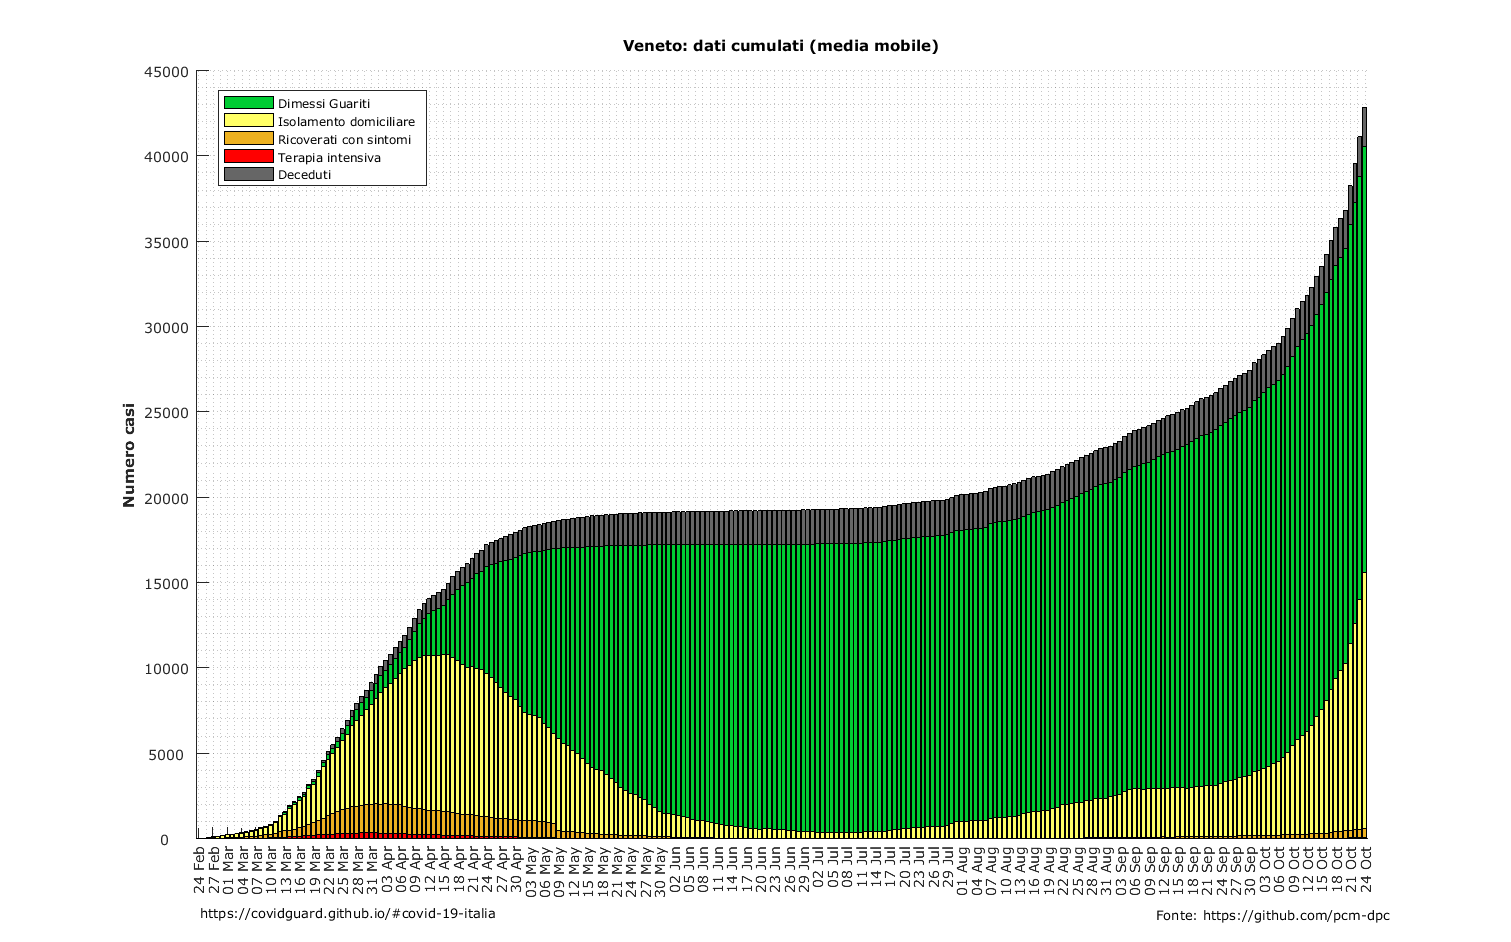 Veneto: dati cumulati (media mobile)
45000
40000
35000
30000
25000
20000
15000
10000
5000
0
Numero casi
Dimessi Guariti
Isolamento domiciliare
Ricoverati con sintomi
Terapia intensiva
Deceduti
24 Feb
27 Feb
01 Mar
04 Mar
07 Mar
10 Mar
13 Mar
16 Mar
19 Mar
22 Mar
25 Mar
28 Mar
31 Mar
03 Apr
06 Apr
09 Apr
12 Apr
15 Apr
18 Apr
21 Apr
24 Apr
27 Apr
30 Apr
03 May
06 May
09 May
12 May
15 May
18 May
21 May
24 May
27 May
30 May
02 Jun
05 Jun
08 Jun
11 Jun
14 Jun
17 Jun
20 Jun
23 Jun
26 Jun
29 Jun
02 Jul
05 Jul
08 Jul
11 Jul
14 Jul
17 Jul
20 Jul
23 Jul
26 Jul
29 Jul
01 Aug
04 Aug
07 Aug
10 Aug
13 Aug
16 Aug
19 Aug
22 Aug
25 Aug
28 Aug
31 Aug
03 Sep
06 Sep
09 Sep
12 Sep
15 Sep
18 Sep
21 Sep
24 Sep
27 Sep
30 Sep
03 Oct
06 Oct
09 Oct
12 Oct
15 Oct
18 Oct
21 Oct
24 Oct
https://covidguard.github.io/#covid-19-italia
Fonte: https://github.com/pcm-dpc